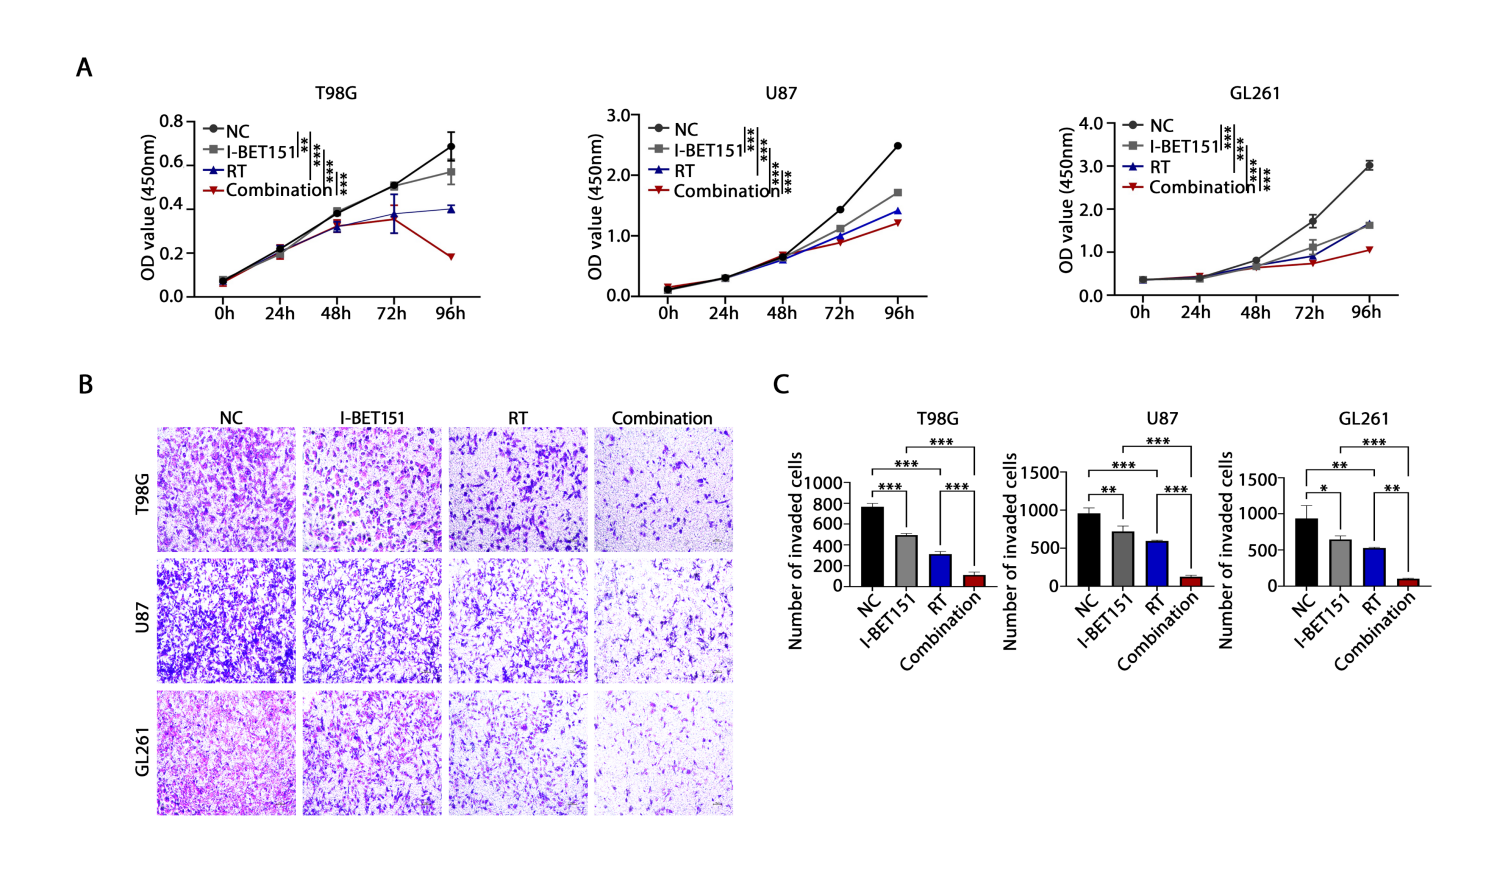 A
T98G
OD value (450nm)
0.8
0.6
0.4
0.2
0.0
NC
I-BET151
RT
Combination
**
***
***
***
0h 24h 48h 72h 96h
U87
OD value (450nm)
3.0
2.0
1.0
0.0
NC
I-BET151
RT
Combination
***
***
***
***
0h 24h 48h 72h 96h
GL261
OD value (450nm)
4.0
3.0
2.0
1.0
0.0
NC
I-BET151
RT
Combination
***
***
***
***
0h 24h 48h 72h 96h
B
NC I-BET151 RT Combination
T98G
U87
GL261
C
T98G
Number of invaded cells
1000
800
600
400
200
0
***
***
*** ***
NC I-BET151 RT Combination
U87
Number of invaded cells
1500
1000
500
0
***
***
** ***
NC I-BET151 RT Combination
GL261
Number of invaded cells
1500
1000
500
0
***
**
* **
NC I-BET151 RT Combination